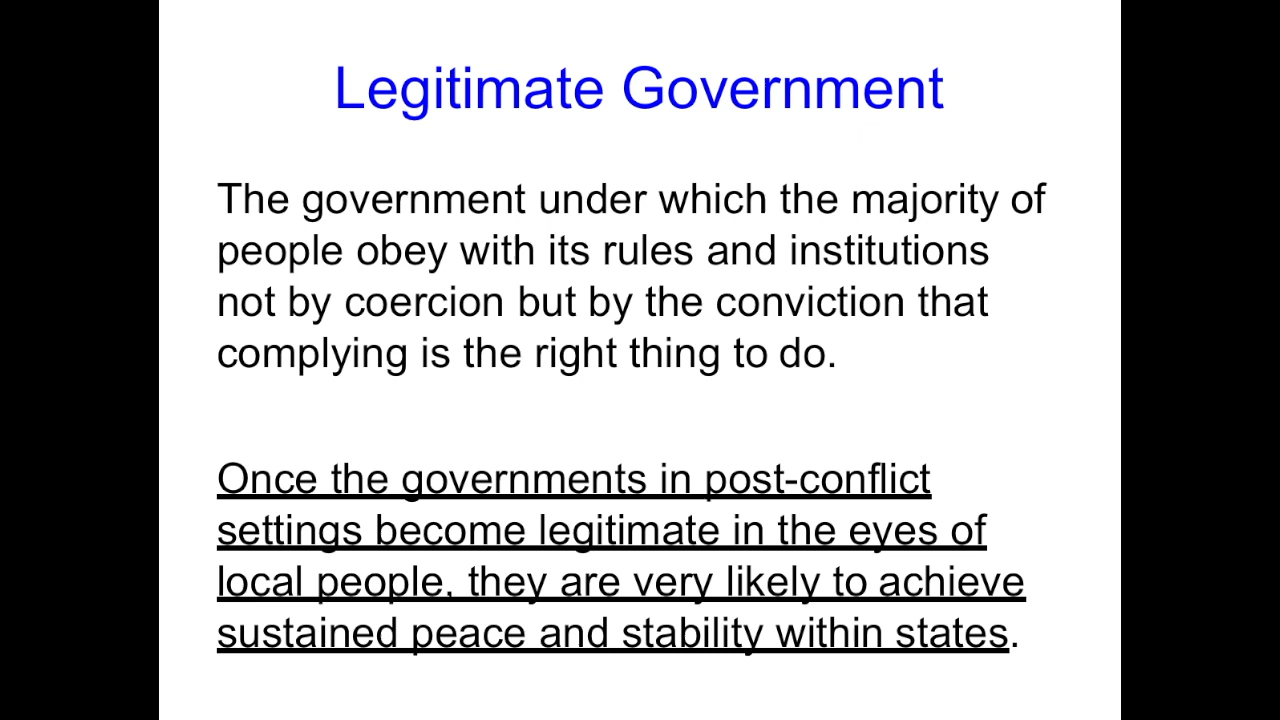 Legitimate Government
The government under which the majority of
people obey with its rules and institutions
not by coercion but by the conviction that
complying is the right thing to do.
Once the governments in post-conflict
settings become legitimate in the eyes of
local people, they are very likely to achieve
sustained peace and stability within states.